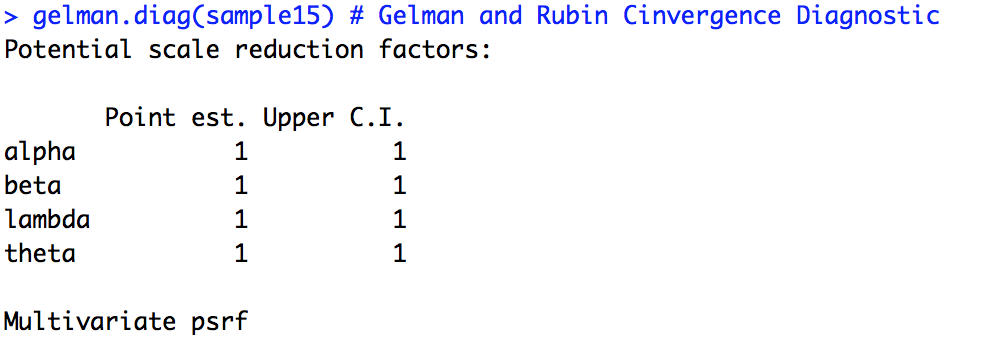 > gelman.diag(sample15) # Gelman and Rubin Cinvergence Diagnostic
Potential scale reduction factors:
Point est. Upper C.I.
alpha 1 1
beta 1 1
lambda 1 1
theta 1 1
Multivariate psrf